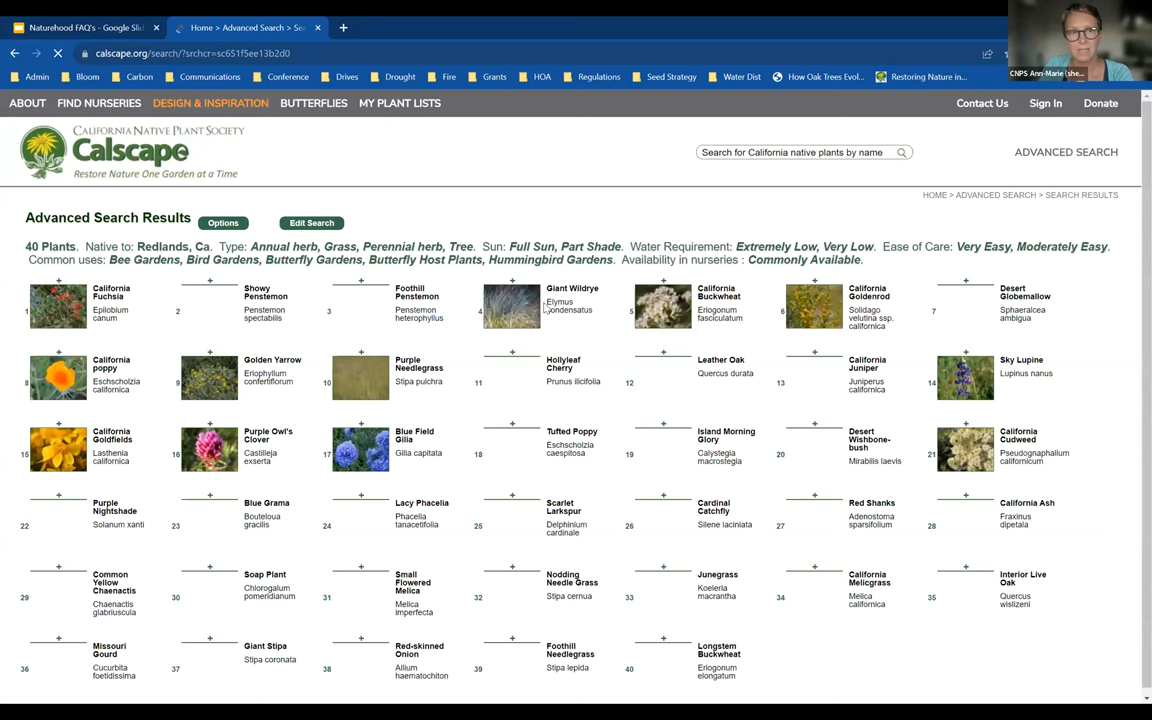 Naturehood FAQ's - Google Slid
Home > Advanced Search > Sea
calscape.org/search/?srchcr=sc651f5ee13b2d0
Admin Bloom Carbon Communications Conference Drives Drought Fire Grants HOA Regulations Seed Strategy Water Dist How Oak Trees Evol... Restoring Nature in...
CNPS Ann-Marie (she...
ABOUT FIND NURSERIES DESIGN & INSPIRATION BUTTERFLIES MY PLANT LISTS Contact Us Sign In Donate
CALIFORNIA NATIVE PLANT SOCIETY
Calscape
Restore Nature One Garden at a Time
Search for California native plants by name
ADVANCED SEARCH
HOME > ADVANCED SEARCH > SEARCH RESULTS
Advanced Search Results Options Edit Search
40 Plants. Native to: Redlands, Ca. Type: Annual herb, Grass, Perennial herb, Tree. Sun: Full Sun, Part Shade. Water Requirement: Extremely Low, Very Low. Ease of Care: Very Easy, Moderately Easy.
Common uses: Bee Gardens, Bird Gardens, Butterfly Gardens, Butterfly Host Plants, Hummingbird Gardens. Availability in nurseries : Commonly Available.
1 California
Fuchsia
Epilobium
canum
2 Showy
Penstemon
Penstemon
spectabilis
3 Foothill
Penstemon
Penstemon
heterophyllus
4 Giant Wildrye
Elymus
condensatus
5 California
Buckwheat
Eriogonum
fasciculatum
6 California
Goldenrod
Solidago
velutina ssp.
californica
7 Desert
Globemallow
Sphaeralcea
ambigua
8 California
poppy
Eschscholzia
californica
9 Golden Yarrow
Eriophyllum
confertiflorum
10 Purple
Needlegrass
Stipa pulchra
11 Hollyleaf
Cherry
Prunus ilicifolia
12 Leather Oak
Quercus durata
13 California
Juniper
Juniperus
californica
14 Sky Lupine
Lupinus nanus
15 California
Goldfields
Lasthenia
californica
16 Purple Owl's
Clover
Castilleja
exserta
17 Blue Field
Gilia
Gilia capitata
18 Tufted Poppy
Eschscholzia
caespitosa
19 Island Morning
Glory
Calystegia
macrostegia
20 Desert
Wishbone-
bush
Mirabilis laevis
21 California
Cudweed
Pseudognaphalium
californicum
22 Purple
Nightshade
Solanum xanti
23 Blue Grama
Bouteloua
gracilis
24 Lacy Phacelia
Phacelia
tanacetifolia
25 Scarlet
Larkspur
Delphinium
cardinale
26 Cardinal
Catchfly
Silene laciniata
27 Red Shanks
Adenostoma
sparsifolium
28 California Ash
Fraxinus
dipetala
29 Common
Yellow
Chaenactis
Chaenactis
glabriuscula
30 Soap Plant
Chlorogalum
pomeridianum
31 Small
Flowered
Melica
Melica
imperfecta
32 Nodding
Needle Grass
Stipa cernua
33 Junegrass
Koeleria
macrantha
34 California
Melicgrass
Melica
californica
35 Interior Live
Oak
Quercus
wislizeni
36 Missouri
Gourd
Cucurbita
foetidissima
37 Giant Stipa
Stipa coronata
38 Red-skinned
Onion
Allium
haematochiton
39 Foothill
Needlegrass
Stipa lepida
40 Longstem
Buckwheat
Eriogonum
elongatum